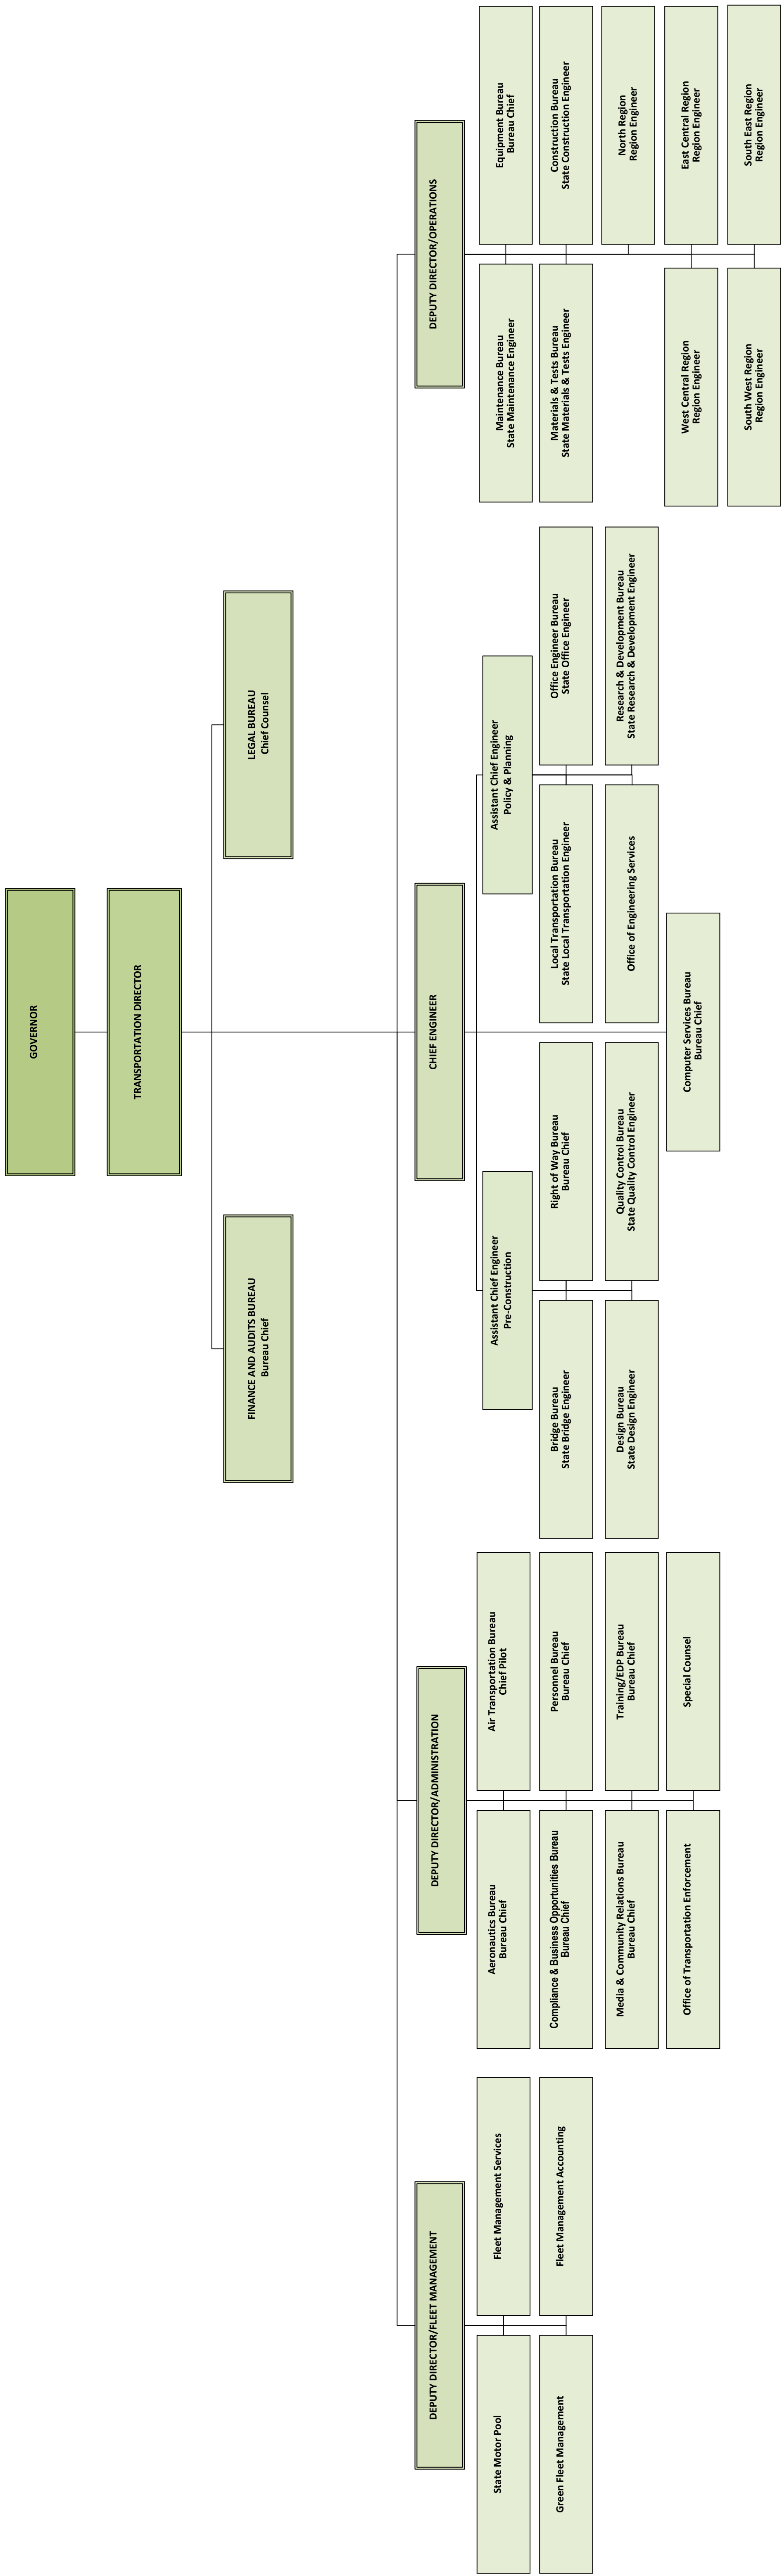 GOVERNOR
TRANSPORTATION DIRECTOR
FINANCE AND AUDITS BUREAU
Bureau Chief
LEGAL BUREAU
Chief Counsel
DEPUTY DIRECTOR/FLEET MANAGEMENT
State Motor Pool
Fleet Management Services
Green Fleet Management
Fleet Management Accounting
DEPUTY DIRECTOR/ADMINISTRATION
Aeronautics Bureau
Bureau Chief
Air Transportation Bureau
Chief Pilot
Compliance & Business Opportunities Bureau
Bureau Chief
Personnel Bureau
Bureau Chief
Media & Community Relations Bureau
Bureau Chief
Training/EDP Bureau
Bureau Chief
Office of Transportation Enforcement
Special Counsel
CHIEF ENGINEER
Assistant Chief Engineer
Pre-Construction
Bridge Bureau
State Bridge Engineer
Right of Way Bureau
Bureau Chief
Design Bureau
State Design Engineer
Quality Control Bureau
State Quality Control Engineer
Assistant Chief Engineer
Policy & Planning
Local Transportation Bureau
State Local Transportation Engineer
Office Engineer Bureau
State Office Engineer
Office of Engineering Services
Research & Development Bureau
State Research & Development Engineer
Computer Services Bureau
Bureau Chief
DEPUTY DIRECTOR/OPERATIONS
Maintenance Bureau
State Maintenance Engineer
Equipment Bureau
Bureau Chief
Materials & Tests Bureau
State Materials & Tests Engineer
Construction Bureau
State Construction Engineer
North Region
Region Engineer
West Central Region
Region Engineer
East Central Region
Region Engineer
South West Region
Region Engineer
South East Region
Region Engineer